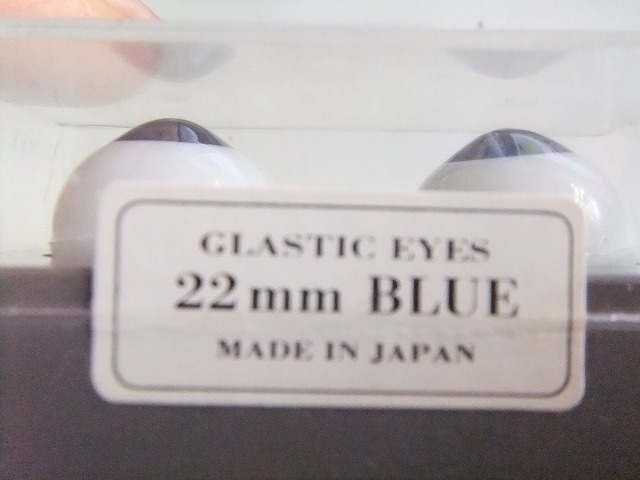 GLASTIC EYES
22mm BLUE
MADE IN JAPAN